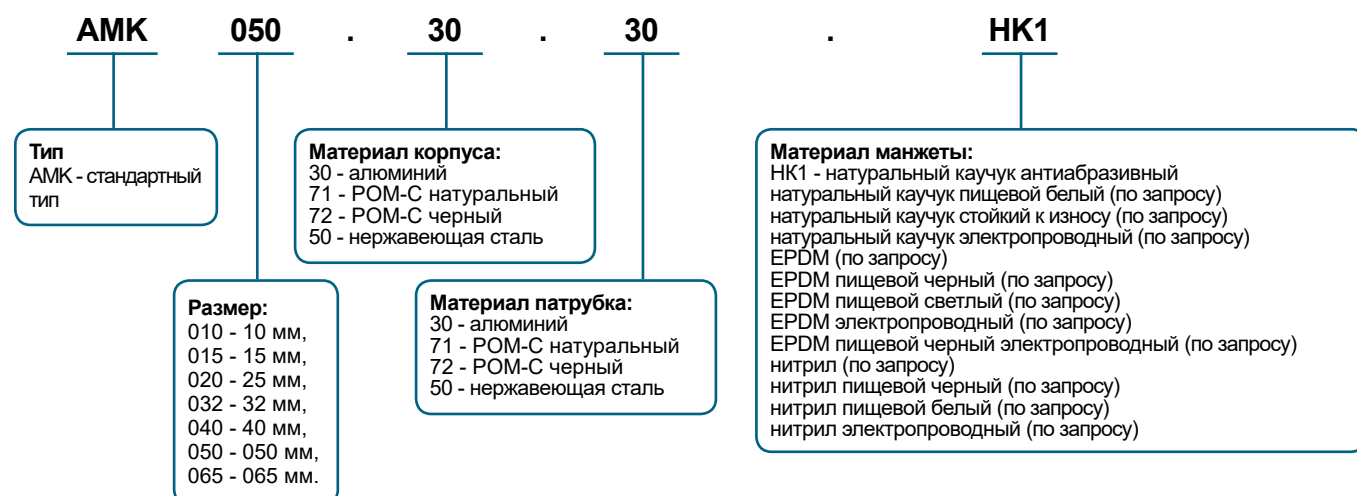 АМК 050 . 30 . 30 . НК1
Тип
АМК - стандартный
тип
Размер:
010 - 10 мм,
015 - 15 мм,
020 - 25 мм,
032 - 32 мм,
040 - 40 мм,
050 - 050 мм,
065 - 065 мм.
Материал корпуса:
30 - алюминий
71 - POM-C натуральный
72 - POM-C черный
50 - нержавеющая сталь
Материал патрубка:
30 - алюминий
71 - POM-C натуральный
72 - POM-C черный
50 - нержавеющая сталь
Материал манжеты:
НК1 - натуральный каучук антиабразивный
натуральный каучук пищевой белый (по запросу)
натуральный каучук стойкий к износу (по запросу)
натуральный каучук электропроводный (по запросу)
EPDM (по запросу)
EPDM пищевой черный (по запросу)
EPDM пищевой светлый (по запросу)
EPDM электропроводный (по запросу)
EPDM пищевой черный электропроводный (по запросу)
нитрил (по запросу)
нитрил пищевой черный (по запросу)
нитрил пищевой белый (по запросу)
нитрил электропроводный (по запросу)